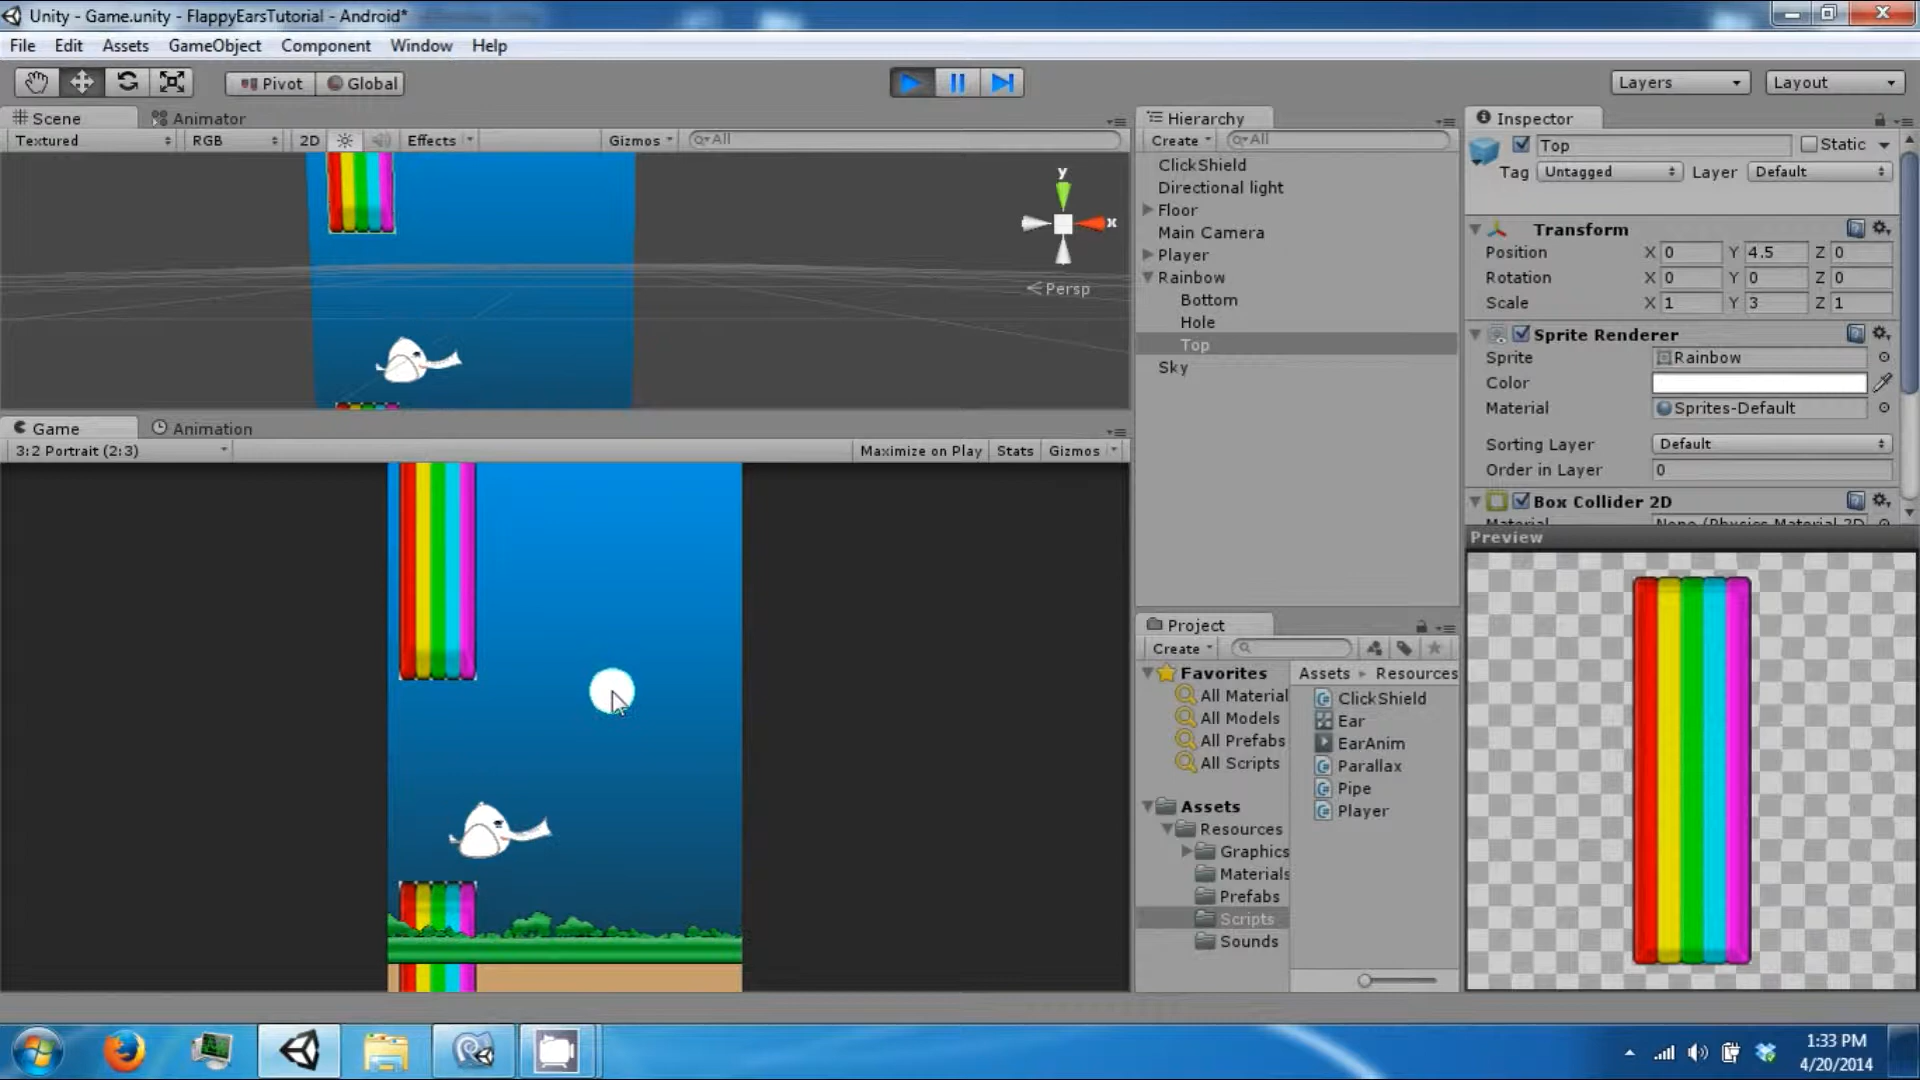 Unity - Game.unity - FlappyEarsTutorial - Android*
File Edit Assets GameObject Component Window Help
Pivot Global Layers Layout
Scene Animator
Textured RGB 2D Effects Gizmos All
y
x
Persp
Game Animation
3:2 Portrait (2:3) Maximize on Play Stats Gizmos
Hierarchy
Create All
ClickShield
Directional light
Floor
Main Camera
Player
Rainbow
Bottom
Hole
Top
Sky
Project
Create
Favorites
All Material
All Models
All Prefabs
All Scripts
Assets
Resources
Graphics
Materials
Prefabs
Scripts
Sounds
Assets Resources
ClickShield
Ear
EarAnim
Parallax
Pipe
Player
Inspector
Top Static
Tag Untagged Layer Default
Transform
Position X 0 Y 4.5 Z 0
Rotation X 0 Y 0 Z 0
Scale X 1 Y 3 Z 1
Sprite Renderer
Sprite Rainbow
Color
Material Sprites-Default
Sorting Layer Default
Order in Layer 0
Box Collider 2D
Material None (Physics Material 2D
Preview
1:33 PM
4/20/2014